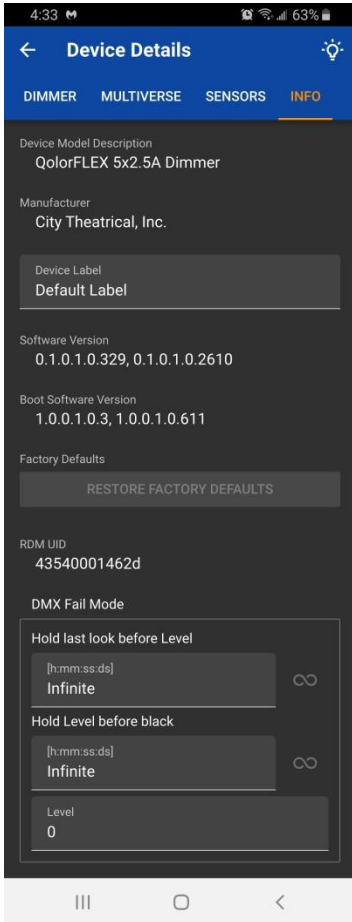 4:33
63%
Device Details
DIMMER MULTIVERSE SENSORS INFO
Device Model Description
QolorFLEX 5x2.5A Dimmer
Manufacturer
City Theatrical, Inc.
Device Label
Default Label
Software Version
0.1.0.1.0.329, 0.1.0.1.0.2610
Boot Software Version
1.0.0.1.0.3, 1.0.0.1.0.611
Factory Defaults
RESTORE FACTORY DEFAULTS
RDM UID
43540001462d
DMX Fail Mode
Hold last look before Level
[h:mm:ss:ds]
Infinite
Hold Level before black
[h:mm:ss:ds]
Infinite
Level
0